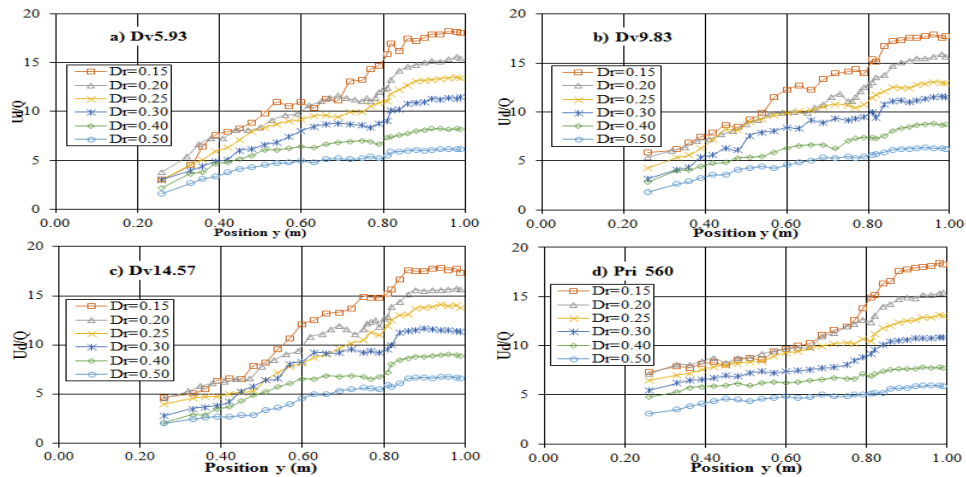 20
15
10
5
0
Ud/Q
a) Dv5.93
Dr=0.15
Dr=0.20
Dr=0.25
Dr=0.30
Dr=0.40
Dr=0.50
0.00 0.20 0.40 0.60 0.80 1.00
Position y (m)
20
15
10
5
0
Ud/Q
b) Dv9.83
Dr=0.15
Dr=0.20
Dr=0.25
Dr=0.30
Dr=0.40
Dr=0.50
0.00 0.20 0.40 0.60 0.80 1.00
Position y (m)
20
15
10
5
0
Ud/Q
c) Dv14.57
Dr=0.15
Dr=0.20
Dr=0.25
Dr=0.30
Dr=0.40
Dr=0.50
0.00 0.20 0.40 0.60 0.80 1.00
Position y (m)
20
15
10
5
0
Ud/Q
d) Pri 560
Dr=0.15
Dr=0.20
Dr=0.25
Dr=0.30
Dr=0.40
Dr=0.50
0.00 0.20 0.40 0.60 0.80 1.00
Position y (m)